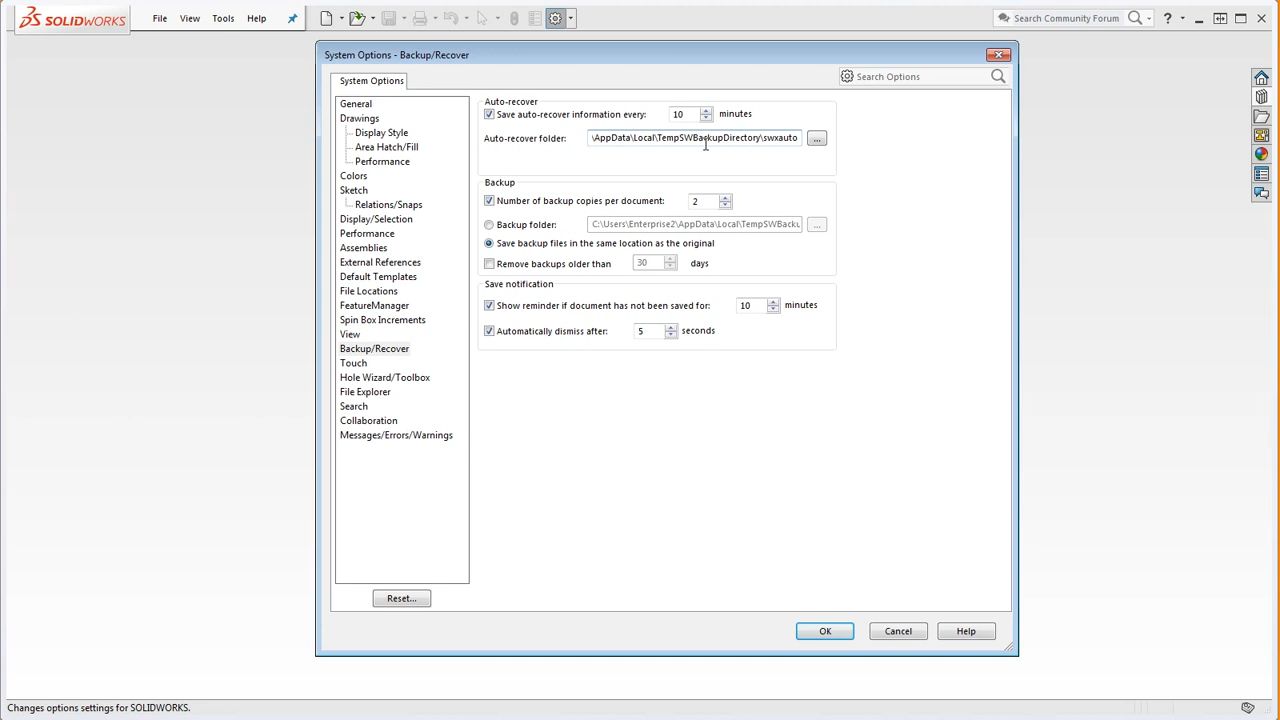 SOLIDWORKS File View Tools Help Search Community Forum ?
System Options - Backup/Recover
System Options
Search Options
General
Drawings
Display Style
Area Hatch/Fill
Performance
Colors
Sketch
Relations/Snaps
Display/Selection
Performance
Assemblies
External References
Default Templates
File Locations
FeatureManager
Spin Box Increments
View
Backup/Recover
Touch
Hole Wizard/Toolbox
File Explorer
Search
Collaboration
Messages/Errors/Warnings
Reset...
Auto-recover
Save auto-recover information every: 10 minutes
Auto-recover folder: \AppData\Local\TempSWBackupDirectory\swxauto ...
Backup
Number of backup copies per document: 2
Backup folder: C:\Users\Enterprise2\AppData\Local\TempSWBacku ...
Save backup files in the same location as the original
Remove backups older than 30 days
Save notification
Show reminder if document has not been saved for: 10 minutes
Automatically dismiss after: 5 seconds
OK Cancel Help
Changes options settings for SOLIDWORKS.